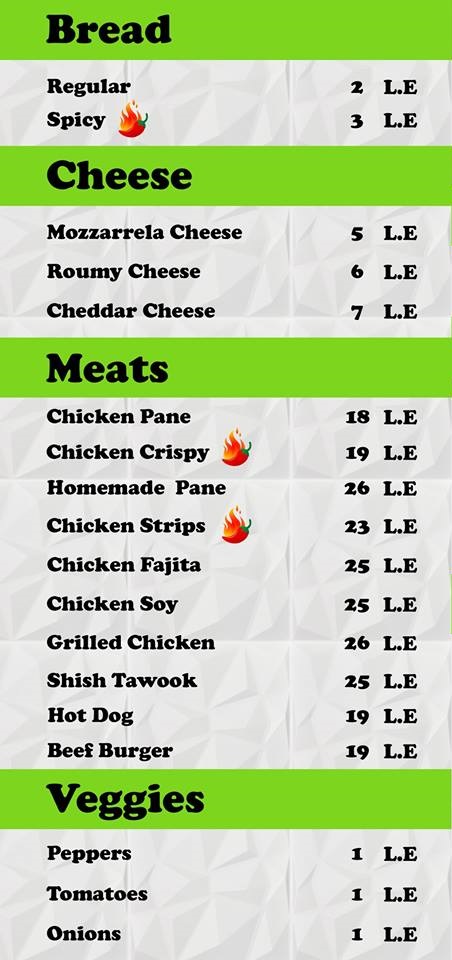 Bread
Regular 2 L.E
Spicy 3 L.E
Cheese
Mozzarrela Cheese 5 L.E
Roumy Cheese 6 L.E
Cheddar Cheese 7 L.E
Meats
Chicken Pane 18 L.E
Chicken Crispy 19 L.E
Homemade Pane 26 L.E
Chicken Strips 23 L.E
Chicken Fajita 25 L.E
Chicken Soy 25 L.E
Grilled Chicken 26 L.E
Shish Tawook 25 L.E
Hot Dog 19 L.E
Beef Burger 19 L.E
Veggies
Peppers 1 L.E
Tomatoes 1 L.E
Onions 1 L.E